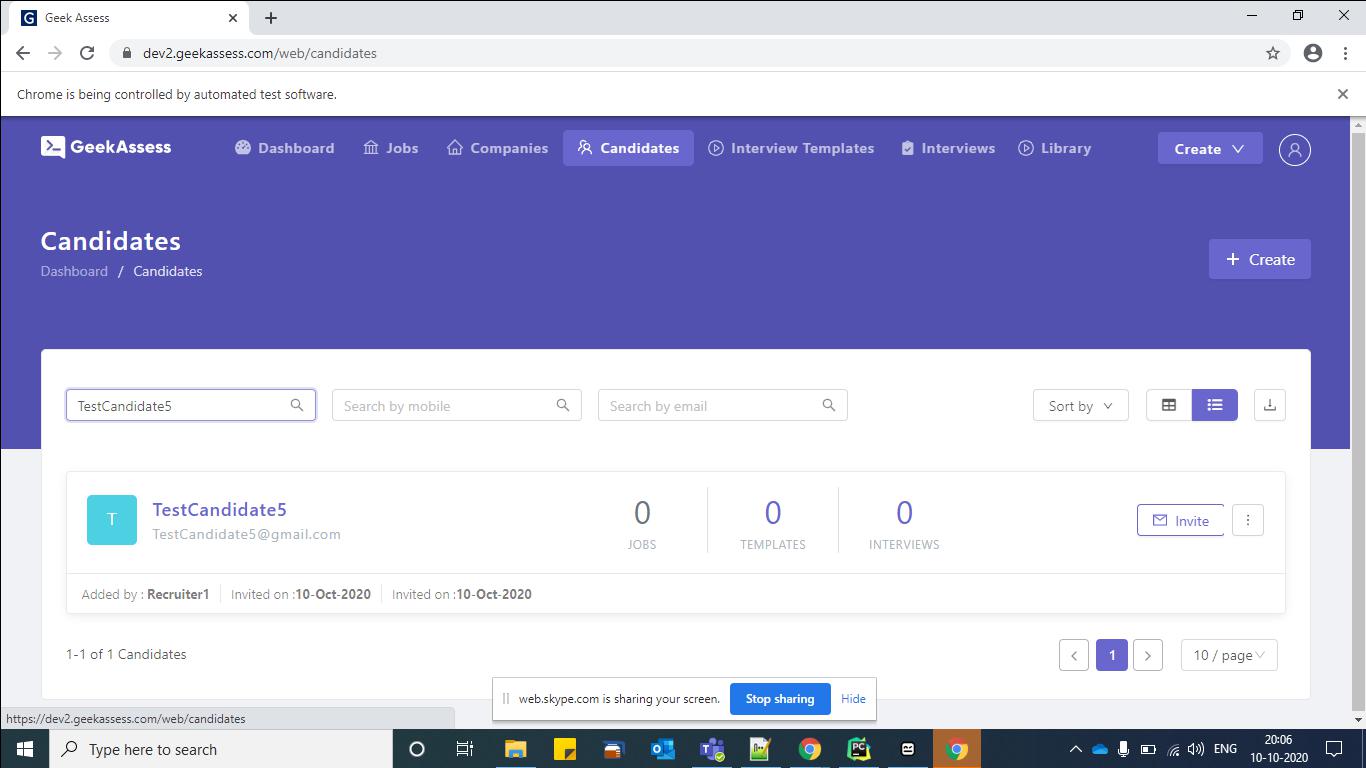 Geek Assess
dev2.geekassess.com/web/candidates
Chrome is being controlled by automated test software.
GeekAssess
Dashboard
Jobs
Companies
Candidates
Interview Templates
Interviews
Library
Create
Candidates
Dashboard / Candidates
+ Create
TestCandidate5
Search by mobile
Search by email
Sort by
T
TestCandidate5
TestCandidate5@gmail.com
0
JOBS
0
TEMPLATES
0
INTERVIEWS
Invite
Added by : Recruiter1
Invited on :10-Oct-2020
Invited on :10-Oct-2020
1-1 of 1 Candidates
1
10 / page
web.skype.com is sharing your screen.
Stop sharing
Hide
https://dev2.geekassess.com/web/candidates
Type here to search
ENG
20:06
10-10-2020